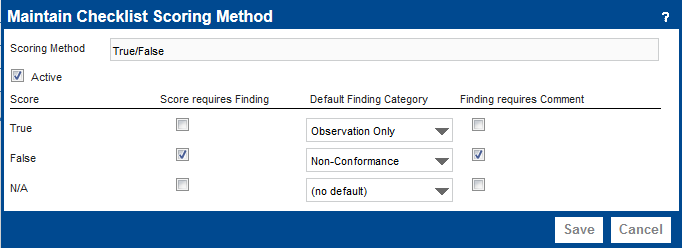 Maintain Checklist Scoring Method ?
Scoring Method True/False
Active
Score Score requires Finding Default Finding Category Finding requires Comment
True Observation Only
False Non-Conformance
N/A (no default)
Save Cancel